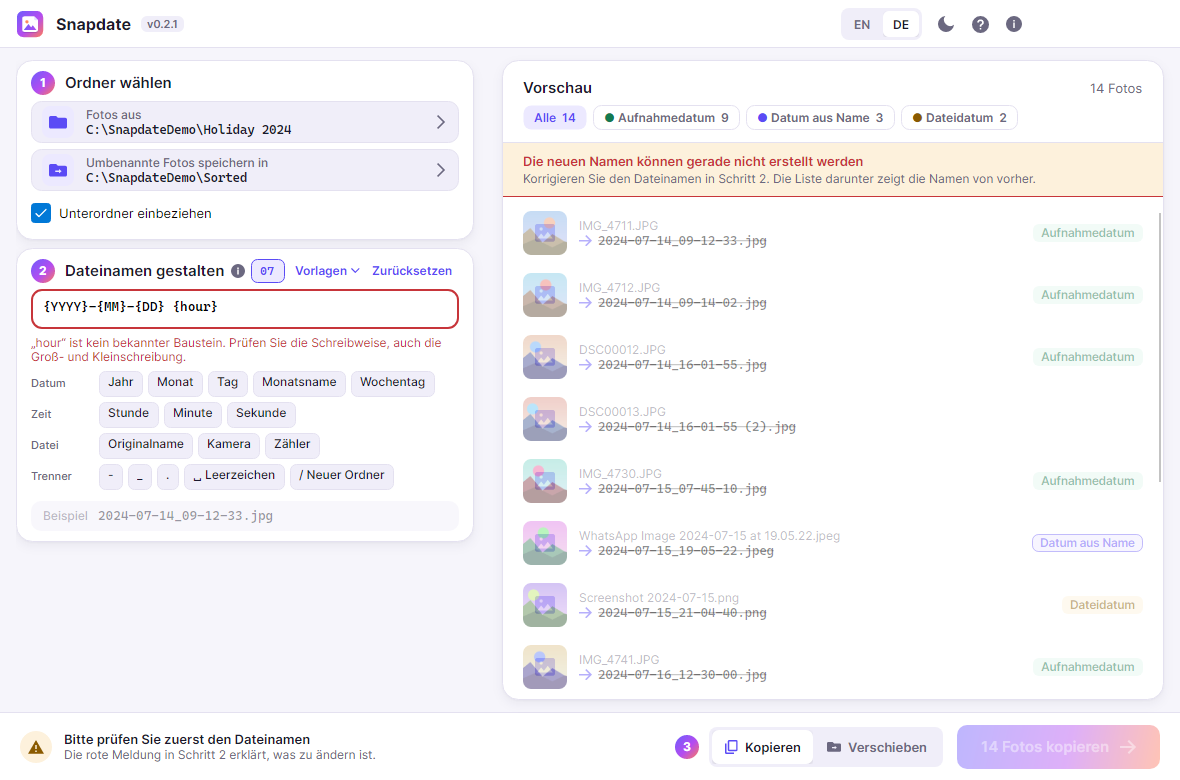 Snapdate v0.2.1
EN DE ? i
1 Ordner wählen
Fotos aus
C:\SnapdateDemo\Holiday 2024
Umbenannte Fotos speichern in
C:\SnapdateDemo\Sorted
Unterordner einbeziehen
2 Dateinamen gestalten i 07 Vorlagen Zurücksetzen
{YYYY}-{MM}-{DD} {hour}
„hour“ ist kein bekannter Baustein. Prüfen Sie die Schreibweise, auch die
Groß- und Kleinschreibung.
Datum Jahr Monat Tag Monatsname Wochentag
Zeit Stunde Minute Sekunde
Datei Originalname Kamera Zähler
Trenner - _ . ␣ Leerzeichen / Neuer Ordner
Beispiel 2024-07-14_09-12-33.jpg
Vorschau 14 Fotos
Alle 14 Aufnahmedatum 9 Datum aus Name 3 Dateidatum 2
Die neuen Namen können gerade nicht erstellt werden
Korrigieren Sie den Dateinamen in Schritt 2. Die Liste darunter zeigt die Namen von vorher.
IMG_4711.JPG
→ 2024-07-14_09-12-33.jpg Aufnahmedatum
IMG_4712.JPG
→ 2024-07-14_09-14-02.jpg Aufnahmedatum
DSC00012.JPG
→ 2024-07-14_16-01-55.jpg Aufnahmedatum
DSC00013.JPG
→ 2024-07-14_16-01-55 (2).jpg
IMG_4730.JPG
→ 2024-07-15_07-45-10.jpg Aufnahmedatum
WhatsApp Image 2024-07-15 at 19.05.22.jpeg
→ 2024-07-15_19-05-22.jpeg Datum aus Name
Screenshot 2024-07-15.png
→ 2024-07-15_21-04-40.png Dateidatum
IMG_4741.JPG
→ 2024-07-16_12-30-00.jpg Aufnahmedatum
Bitte prüfen Sie zuerst den Dateinamen
Die rote Meldung in Schritt 2 erklärt, was zu ändern ist.
3 Kopieren Verschieben 14 Fotos kopieren →